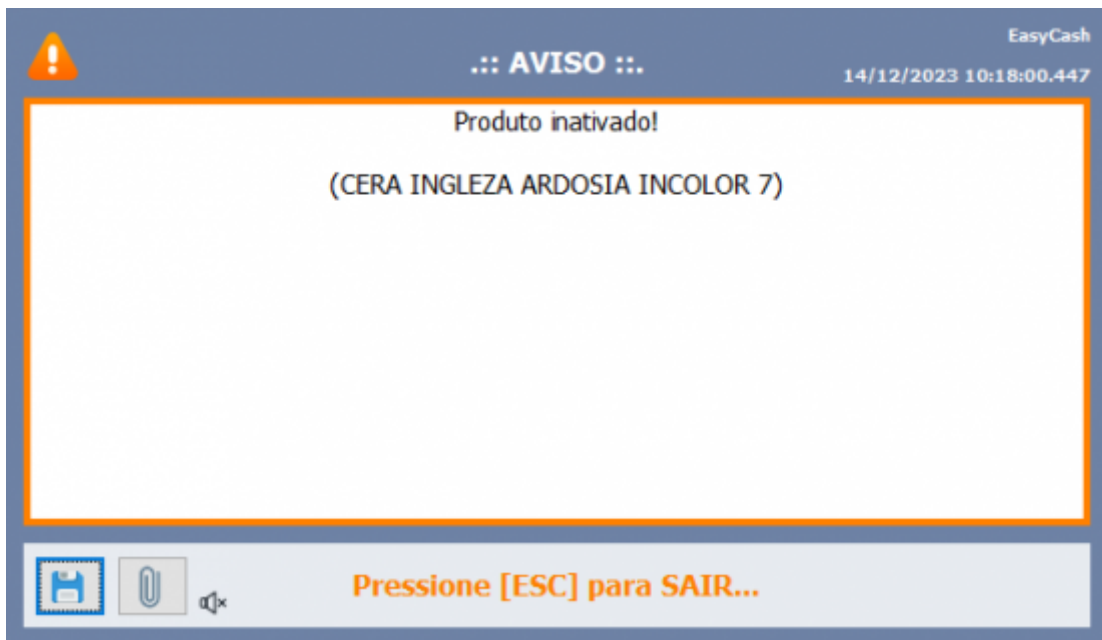 EasyCash
.:: AVISO ::.
14/12/2023 10:18:00.447
Produto inativado!
(CERA INGLEZA ARDOSIA INCOLOR 7)
Pressione [ESC] para SAIR...